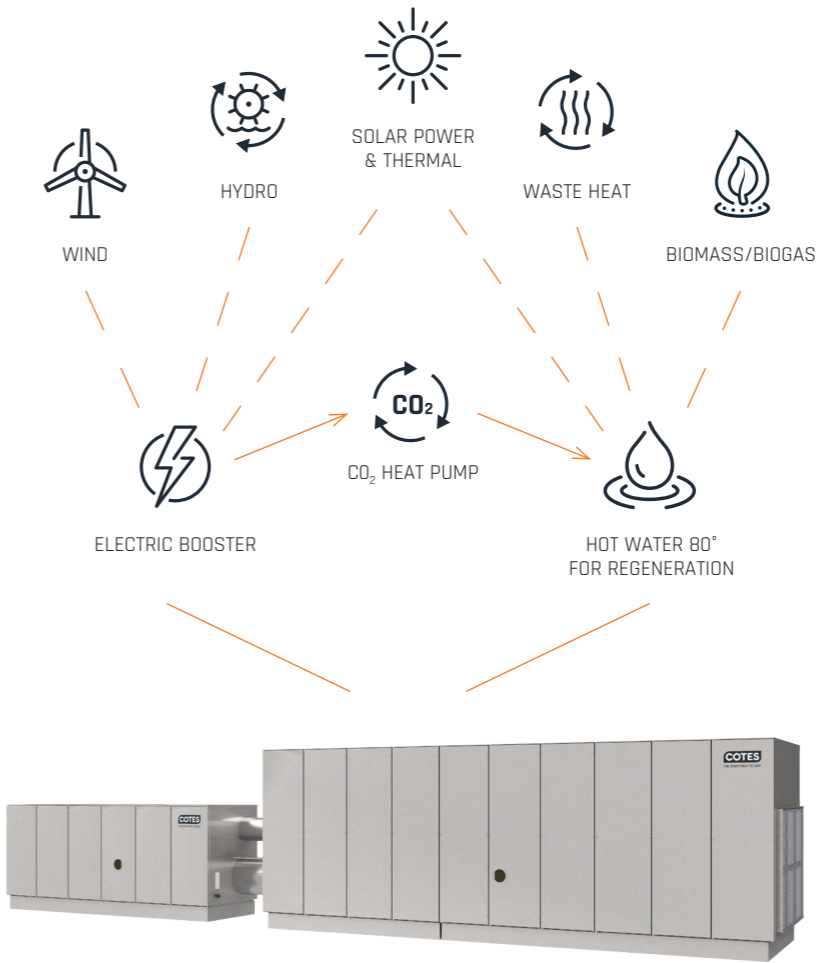 SOLAR POWER
& THERMAL
HYDRO
WASTE HEAT
WIND
BIOMASS/BIOGAS
CO₂
CO₂ HEAT PUMP
ELECTRIC BOOSTER
HOT WATER 80°
FOR REGENERATION
COTES
COTES